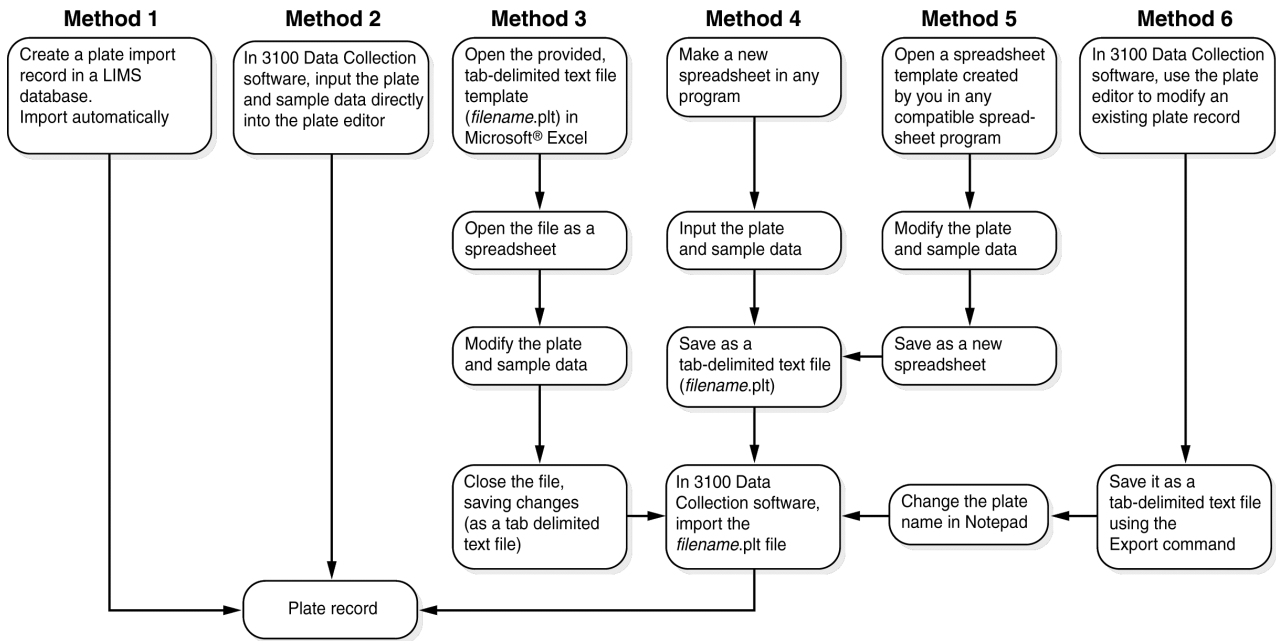 Method 1
Create a plate import
record in a LIMS
database.
Import automatically
Method 2
In 3100 Data Collection
software, input the plate
and sample data directly
into the plate editor
Method 3
Open the provided,
tab-delimited text file
template
(filename.plt) in
Microsoft® Excel
Open the file as a
spreadsheet
Modify the plate
and sample data
Close the file,
saving changes
(as a tab delimited
text file)
Method 4
Make a new
spreadsheet in any
program
Input the plate
and sample data
Save as a
tab-delimited text file
(filename.plt)
In 3100 Data
Collection software,
import the
filename.plt file
Method 5
Open a spreadsheet
template created
by you in any
compatible spread-
sheet program
Modify the plate
and sample data
Save as a new
spreadsheet
Method 6
In 3100 Data Collection
software, use the plate
editor to modify an
existing plate record
Save it as a
tab-delimited text file
using the
Export command
Change the plate
name in Notepad
Plate record